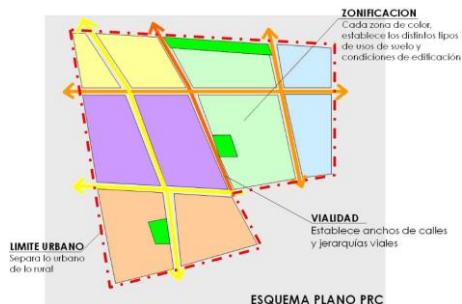 ZONIFICACION
Cada zona de color,
establece los distintos tipos
de usos de suelo y
condiciones de edificación
VIALIDAD
Establece anchos de calles
y jerarquías viales
LIMITE URBANO
Separa lo urbano
de lo rural
ESQUEMA PLANO PRC